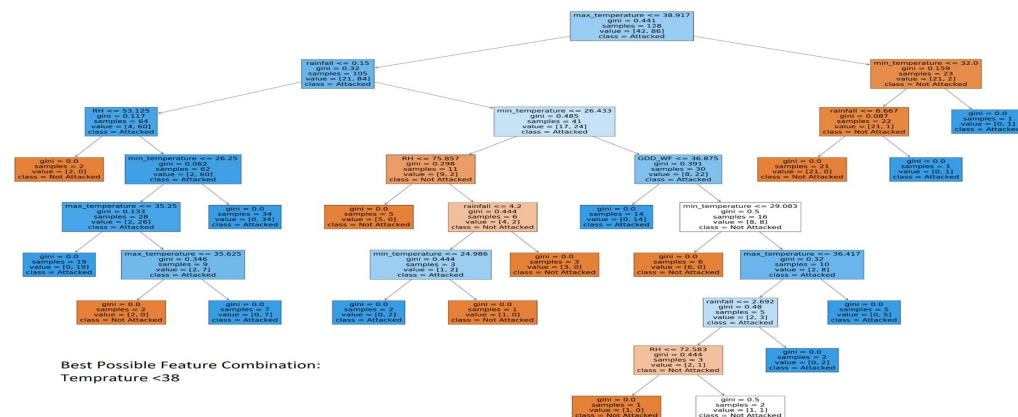 max_temperature <= 38.917
gini = 0.441
samples = 128
value = [42, 86]
class = Attacked
rainfall <= 0.15
gini = 0.32
samples = 105
value = [21, 84]
class = Attacked
min_temperature <= 32.0
gini = 0.159
samples = 23
value = [21, 2]
class = Not Attacked
RH <= 53.125
gini = 0.117
samples = 64
value = [4, 60]
class = Attacked
min_temperature <= 26.433
gini = 0.485
samples = 41
value = [17, 24]
class = Attacked
rainfall <= 6.667
gini = 0.087
samples = 22
value = [21, 1]
class = Not Attacked
gini = 0.0
samples = 1
value = [0, 1]
class = Attacked
gini = 0.0
samples = 2
value = [2, 0]
class = Not Attacked
min_temperature <= 26.25
gini = 0.062
samples = 62
value = [2, 60]
class = Attacked
RH <= 75.857
gini = 0.298
samples = 11
value = [9, 2]
class = Not Attacked
GDD_WF <= 36.875
gini = 0.391
samples = 30
value = [8, 22]
class = Attacked
gini = 0.0
samples = 21
value = [21, 0]
class = Not Attacked
gini = 0.0
samples = 1
value = [0, 1]
class = Attacked
max_temperature <= 35.25
gini = 0.133
samples = 28
value = [2, 26]
class = Attacked
gini = 0.0
samples = 34
value = [0, 34]
class = Attacked
gini = 0.0
samples = 5
value = [5, 0]
class = Not Attacked
rainfall <= 4.2
gini = 0.444
samples = 6
value = [4, 2]
class = Not Attacked
gini = 0.0
samples = 14
value = [0, 14]
class = Attacked
min_temperature <= 29.083
gini = 0.5
samples = 16
value = [8, 8]
class = Not Attacked
gini = 0.0
samples = 19
value = [0, 19]
class = Attacked
max_temperature <= 35.625
gini = 0.346
samples = 9
value = [2, 7]
class = Attacked
min_temperature <= 24.986
gini = 0.444
samples = 3
value = [1, 2]
class = Attacked
gini = 0.0
samples = 3
value = [3, 0]
class = Not Attacked
gini = 0.0
samples = 6
value = [6, 0]
class = Not Attacked
max_temperature <= 36.417
gini = 0.32
samples = 10
value = [2, 8]
class = Attacked
gini = 0.0
samples = 2
value = [2, 0]
class = Not Attacked
gini = 0.0
samples = 7
value = [0, 7]
class = Attacked
gini = 0.0
samples = 2
value = [0, 2]
class = Attacked
gini = 0.0
samples = 1
value = [1, 0]
class = Not Attacked
rainfall <= 2.692
gini = 0.48
samples = 5
value = [2, 3]
class = Attacked
gini = 0.0
samples = 5
value = [0, 5]
class = Attacked
RH <= 72.583
gini = 0.444
samples = 3
value = [2, 1]
class = Not Attacked
gini = 0.0
samples = 2
value = [0, 2]
class = Attacked
gini = 0.0
samples = 1
value = [1, 0]
class = Not Attacked
gini = 0.5
samples = 2
value = [1, 1]
class = Not Attacked
Best Possible Feature Combination:
Temprature <38